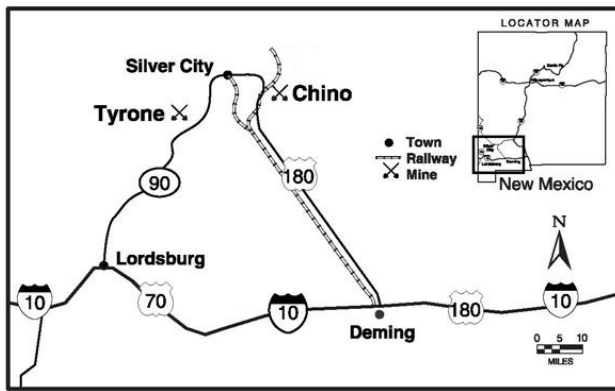 LOCATOR MAP
Silver City
Chino
Tyrone
Town
Railway
Mine
180
New Mexico
90
N
Lordsburg
10
70
10
180
10
Deming
0 5 10
MILES